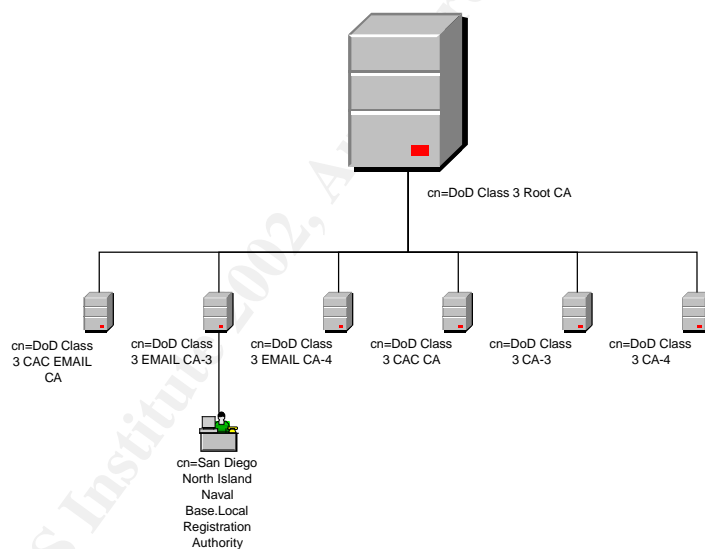 cn=DoD Class 3 Root CA
cn=DoD Class
3 CAC EMAIL
CA
cn=DoD Class
3 EMAIL CA-3
cn=DoD Class
3 EMAIL CA-4
cn=DoD Class
3 CAC CA
cn=DoD Class
3 CA-3
cn=DoD Class
3 CA-4
cn=San Diego
North Island
Naval
Base.Local
Registration
Authority
Institut 2002,